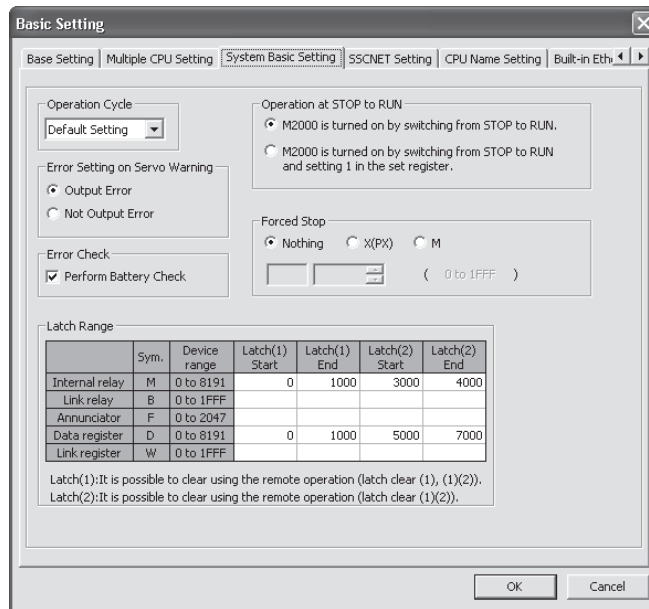 Basic Setting
Base Setting Multiple CPU Setting System Basic Setting SSCNET Setting CPU Name Setting Built-in Eth
Operation Cycle
Default Setting
Operation at STOP to RUN
M2000 is turned on by switching from STOP to RUN.
M2000 is turned on by switching from STOP to RUN
and setting 1 in the set register.
Error Setting on Servo Warning
Output Error
Not Output Error
Forced Stop
Nothing X(PX) M
( 0 to 1FFF )
Error Check
Perform Battery Check
Latch Range
Sym. Device range Latch(1) Start Latch(1) End Latch(2) Start Latch(2) End
Internal relay M 0 to 8191 0 1000 3000 4000
Link relay B 0 to 1FFF
Annunciator F 0 to 2047
Data register D 0 to 8191 0 1000 5000 7000
Link register W 0 to 1FFF
Latch(1):It is possible to clear using the remote operation (latch clear (1), (1)(2)).
Latch(2):It is possible to clear using the remote operation (latch clear (1)(2)).
OK Cancel